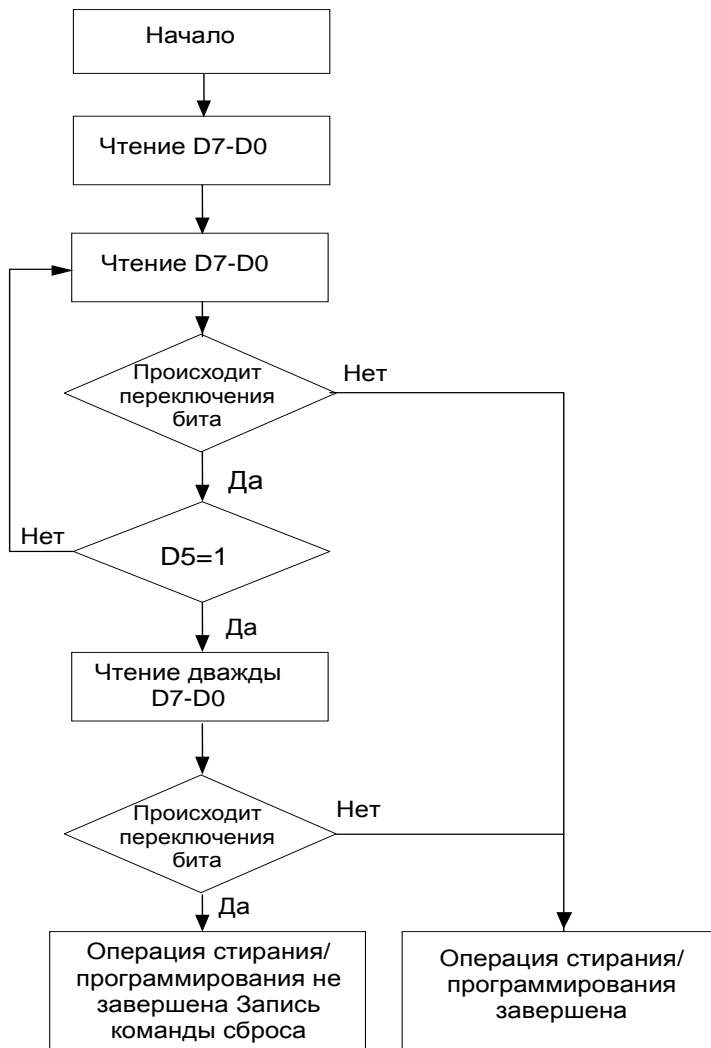 Начало
Чтение D7-D0
Чтение D7-D0
Происходит
переключения
бита
Нет
Да
Нет
D5=1
Да
Чтение дважды
D7-D0
Происходит
переключения
бита
Нет
Да
Операция стирания/
программирования не
завершена Запись
команды сброса
Операция стирания/
программирования
завершена